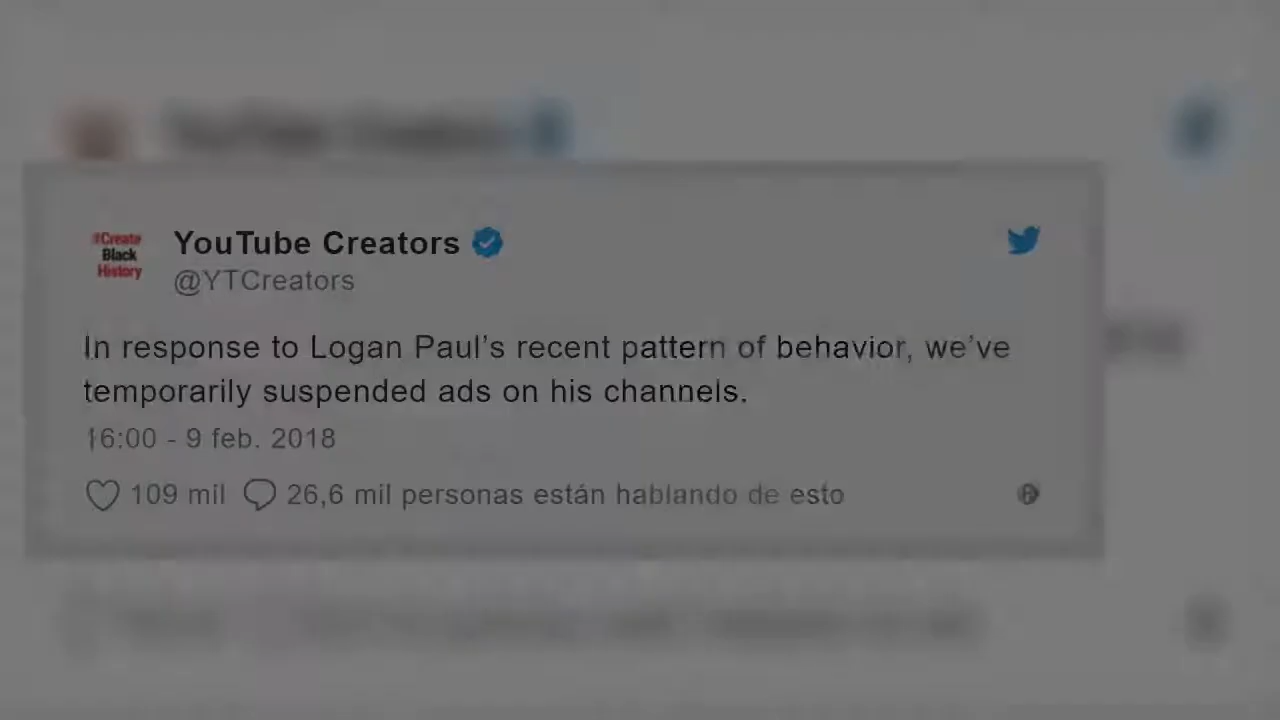 #Create
Black
History
YouTube Creators
@YTCreators
In response to Logan Paul’s recent pattern of behavior, we’ve
temporarily suspended ads on his channels.
16:00 - 9 feb. 2018
109 mil 26,6 mil personas están hablando de esto